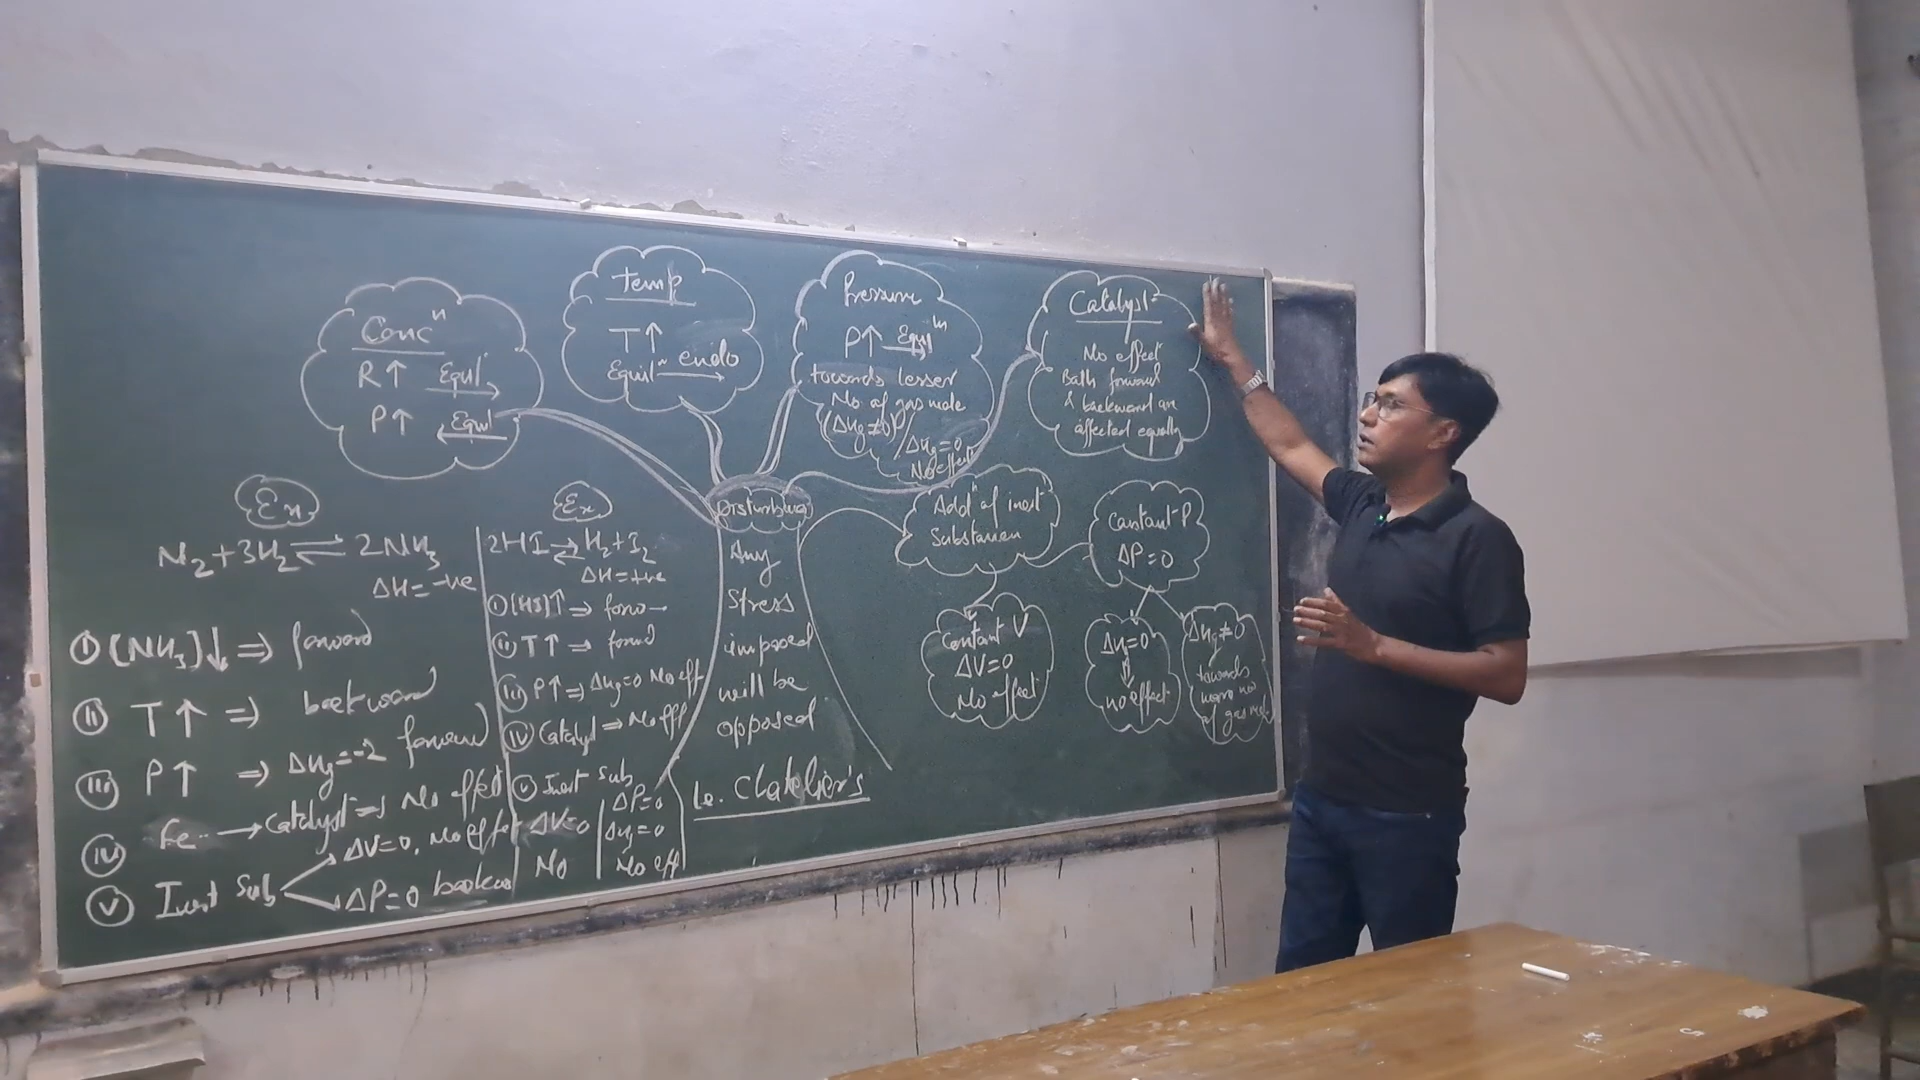 Concⁿ
R↑ Equil →
P↑ Equil ←
Temp
T↑
Equilᵐ endo →
Pressure
P↑ Equilᵐ →
towards lesser
No of gas mole
(Δng ≠ 0) / Δng = 0
No effect
Catalyst
No effect
Both forward
& backward are
affected equally
Disturbing
Any
Stress
imposed
will be
opposed
Le. Chatelier's
Addⁿ of inert
Substances
Constant P
ΔP = 0
Constant V
ΔV = 0
No effect
Δn = 0
⇓
no effect
Δng ≠ 0
towards
more no
of gas mole
Ex
N₂ + 3H₂ ⇌ 2NH₃
ΔH = -ve
(i) (NH₃)↓ ⇒ forward
(ii) T↑ ⇒ backward
(iii) P↑ ⇒ Δng = -2 forward
(iv) Fe → Catalyst ⇒ No effect
(v) Inert Sub
ΔV = 0, No effect
ΔP = 0 backward
Ex
2HI ⇌ H₂ + I₂
ΔH = +ve
(i) (HI)↑ ⇒ forw
(ii) T↑ ⇒ forwd
(iii) P↑ ⇒ Δng = 0 No eff
(iv) Catalyst ⇒ No eff
(v) Inert Sub
ΔV = 0
No
ΔP = 0
Δng = 0
No eff